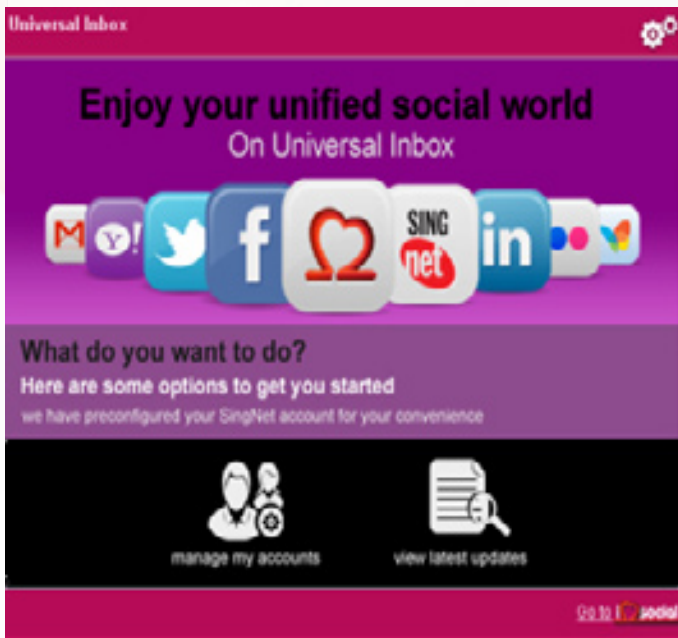 Universal Inbox
Enjoy your unified social world
On Universal Inbox
M Y! f SING net in
What do you want to do?
Here are some options to get you started
we have preconfigured your SingNet account for your convenience
manage my accounts
view latest updates
Go to social